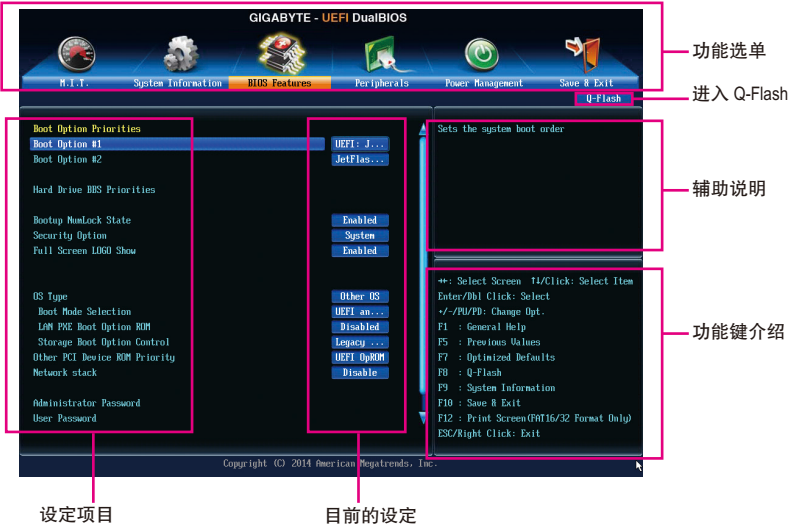 GIGABYTE - UEFI DualBIOS
M.I.T.
System Information
BIOS Features
Peripherals
Power Management
Save & Exit
功能选单
Q-Flash
进入 Q-Flash
Boot Option Priorities
Boot Option #1 UEFI: J...
Boot Option #2 JetFlas...
Hard Drive BBS Priorities
Bootup NumLock State Enabled
Security Option System
Full Screen LOGO Show Enabled
OS Type Other OS
Boot Mode Selection UEFI an...
LAN PXE Boot Option ROM Disabled
Storage Boot Option Control Legacy ...
Other PCI Device ROM Priority UEFI OpROM
Network stack Disable
Administrator Password
User Password
Sets the system boot order
辅助说明
→←: Select Screen ↑↓/Click: Select Item
Enter/Dbl Click: Select
+/-/PU/PD: Change Opt.
F1 : General Help
F5 : Previous Values
F7 : Optimized Defaults
F8 : Q-Flash
F9 : System Information
F10 : Save & Exit
F12 : Print Screen(FAT16/32 Format Only)
ESC/Right Click: Exit
功能键介绍
Copyright (C) 2014 American Megatrends, Inc.
设定项目
目前的设定